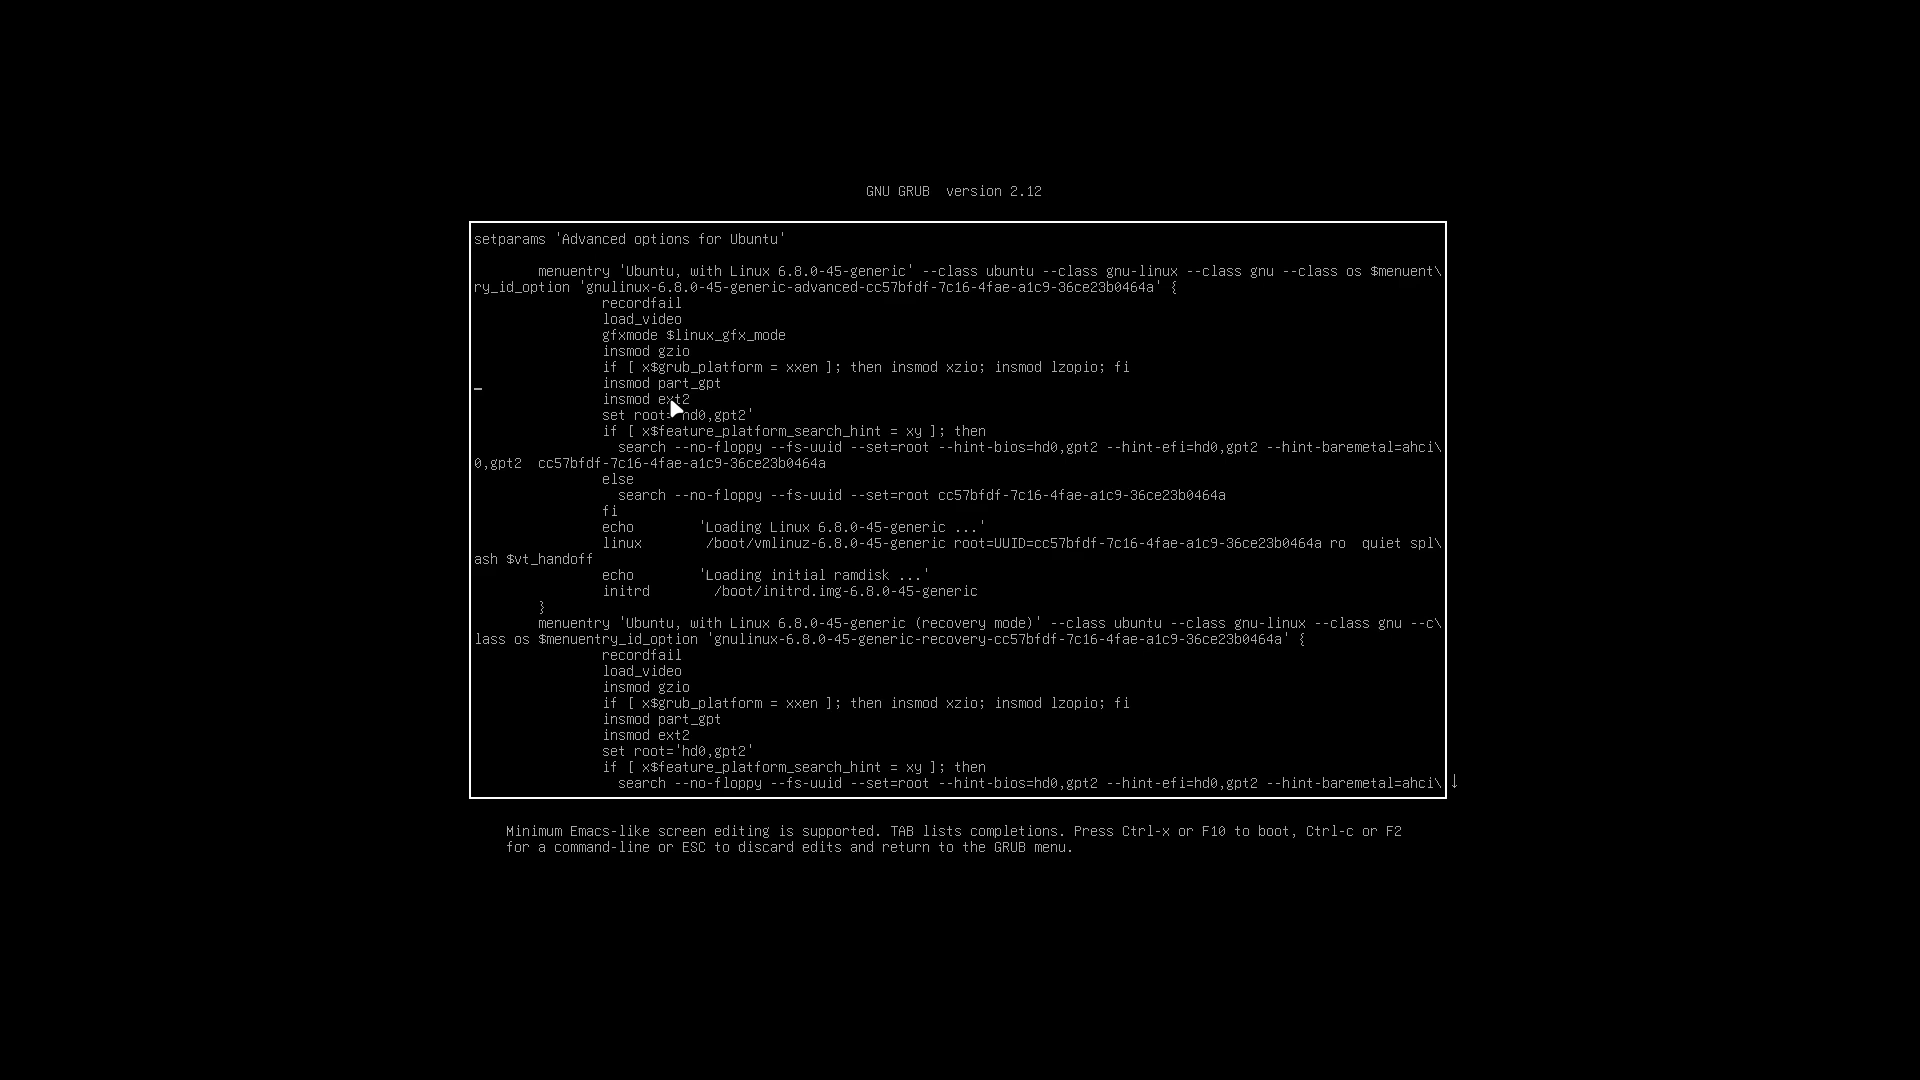 GNU GRUB  version 2.12
setparams 'Advanced options for Ubuntu'
menuentry 'Ubuntu, with Linux 6.8.0-45-generic' --class ubuntu --class gnu-linux --class gnu --class os $menuent\
ry_id_option 'gnulinux-6.8.0-45-generic-advanced-cc57bfdf-7c16-4fae-a1c9-36ce23b0464a' {
recordfail
load_video
gfxmode $linux_gfx_mode
insmod gzio
if [ x$grub_platform = xxen ]; then insmod xzio; insmod lzopio; fi
insmod part_gpt
insmod ext2
set root='hd0,gpt2'
if [ x$feature_platform_search_hint = xy ]; then
search --no-floppy --fs-uuid --set=root --hint-bios=hd0,gpt2 --hint-efi=hd0,gpt2 --hint-baremetal=ahci\
0,gpt2  cc57bfdf-7c16-4fae-a1c9-36ce23b0464a
else
search --no-floppy --fs-uuid --set=root cc57bfdf-7c16-4fae-a1c9-36ce23b0464a
fi
echo 'Loading Linux 6.8.0-45-generic ...'
linux /boot/vmlinuz-6.8.0-45-generic root=UUID=cc57bfdf-7c16-4fae-a1c9-36ce23b0464a ro  quiet spl\
ash $vt_handoff
echo 'Loading initial ramdisk ...'
initrd /boot/initrd.img-6.8.0-45-generic
}
menuentry 'Ubuntu, with Linux 6.8.0-45-generic (recovery mode)' --class ubuntu --class gnu-linux --class gnu --c\
lass os $menuentry_id_option 'gnulinux-6.8.0-45-generic-recovery-cc57bfdf-7c16-4fae-a1c9-36ce23b0464a' {
recordfail
load_video
insmod gzio
if [ x$grub_platform = xxen ]; then insmod xzio; insmod lzopio; fi
insmod part_gpt
insmod ext2
set root='hd0,gpt2'
if [ x$feature_platform_search_hint = xy ]; then
search --no-floppy --fs-uuid --set=root --hint-bios=hd0,gpt2 --hint-efi=hd0,gpt2 --hint-baremetal=ahci\
Minimum Emacs-like screen editing is supported. TAB lists completions. Press Ctrl-x or F10 to boot, Ctrl-c or F2
for a command-line or ESC to discard edits and return to the GRUB menu.